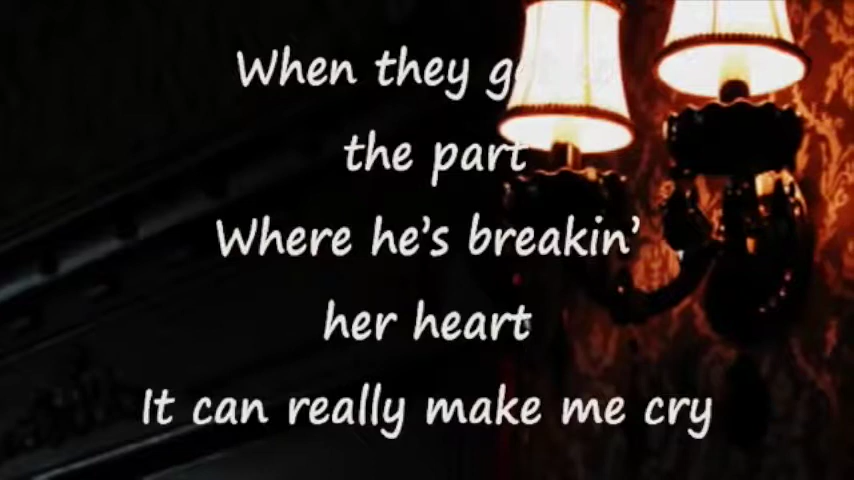 When they g
the part
Where he's breakin'
her heart
It can really make me cry